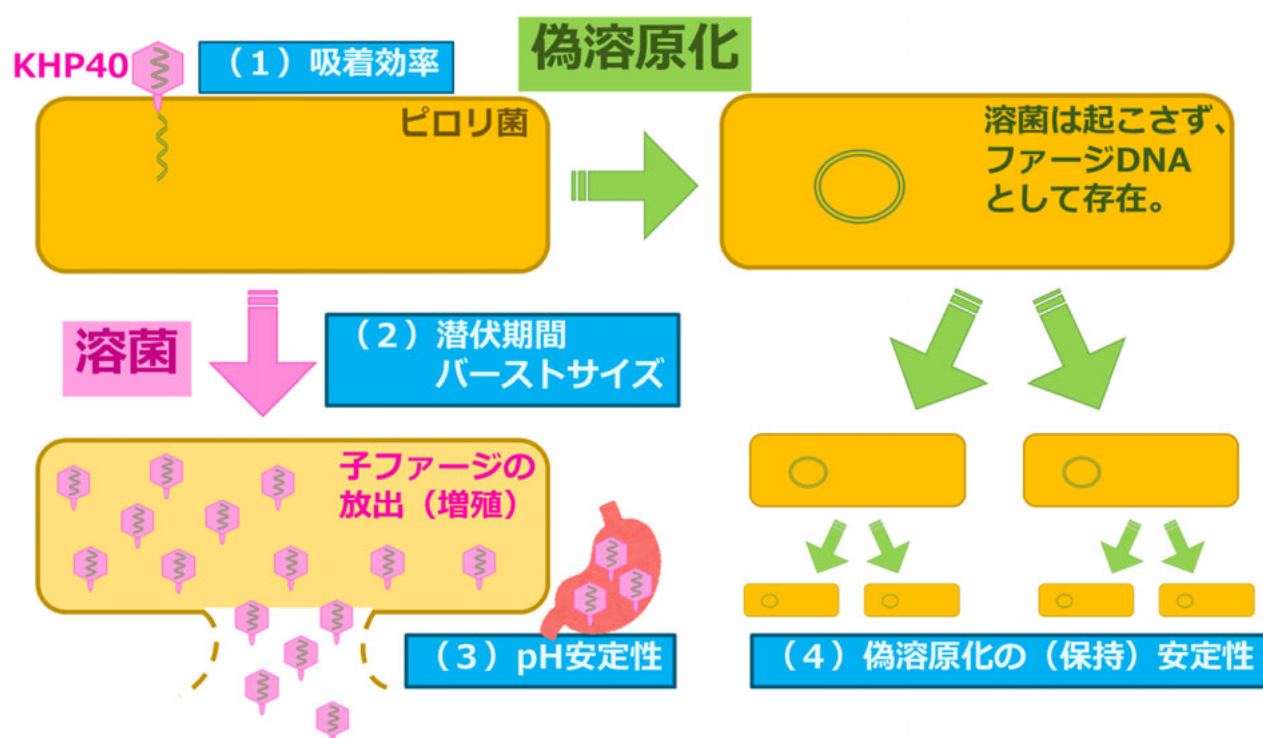 偽溶原化
KHP40
（１）吸着効率
ピロリ菌
溶菌は起こさず、
ファージDNA
として存在。
溶菌
（２）潜伏期間
バーストサイズ
子ファージの
放出（増殖）
（３）pH安定性
（４）偽溶原化の（保持）安定性